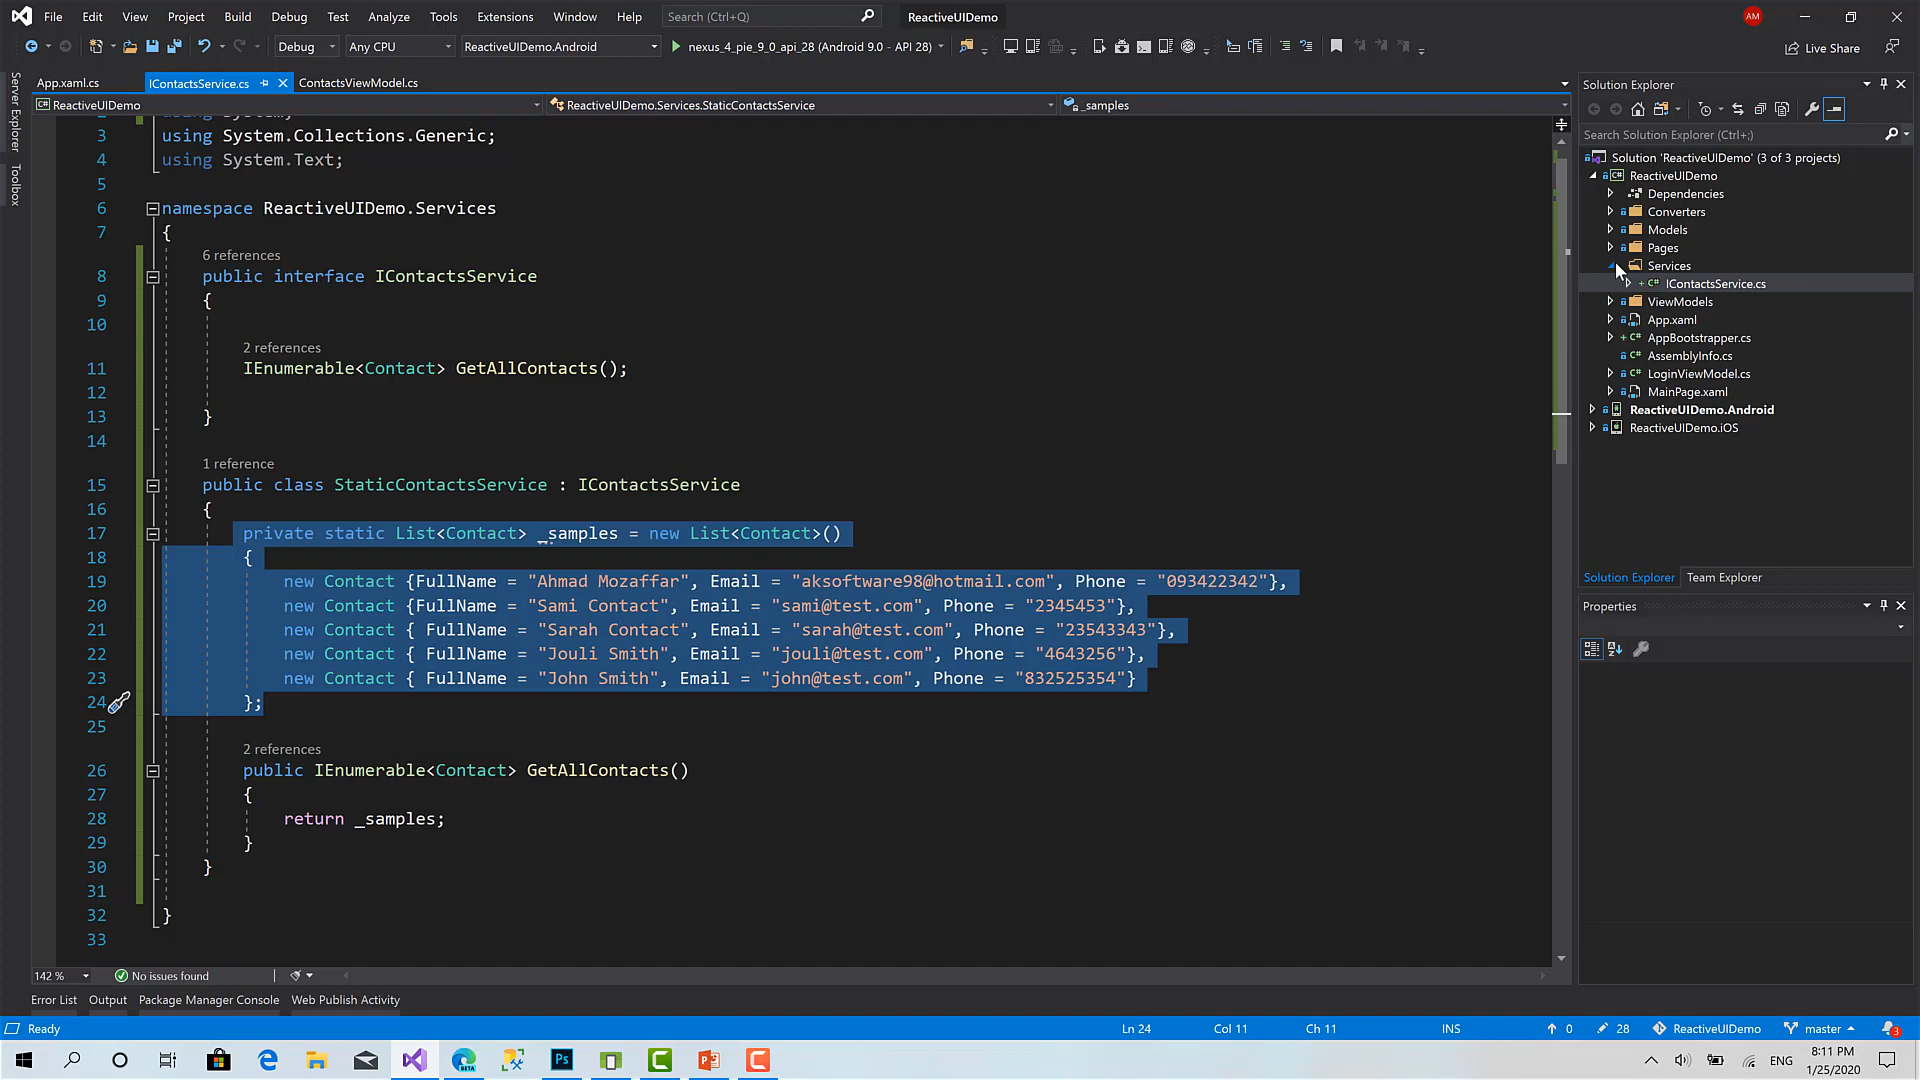 File Edit View Project Build Debug Test Analyze Tools Extensions Window Help Search (Ctrl+Q) ReactiveUIDemo AM
Debug Any CPU ReactiveUIDemo.Android nexus_4_pie_9_0_api_28 (Android 9.0 - API 28) Live Share
Server Explorer
Toolbox
App.xaml.cs IContactsService.cs ContactsViewModel.cs
ReactiveUIDemo ReactiveUIDemo.Services.StaticContactsService _samples
2 using System;
3 using System.Collections.Generic;
4 using System.Text;
5
6 namespace ReactiveUIDemo.Services
7 {
6 references
8 public interface IContactsService
9 {
10
2 references
11 IEnumerable<Contact> GetAllContacts();
12
13 }
14
1 reference
15 public class StaticContactsService : IContactsService
16 {
17 private static List<Contact> _samples = new List<Contact>()
18 {
19 new Contact {FullName = "Ahmad Mozaffar", Email = "aksoftware98@hotmail.com", Phone = "093422342"},
20 new Contact {FullName = "Sami Contact", Email = "sami@test.com", Phone = "2345453"},
21 new Contact { FullName = "Sarah Contact", Email = "sarah@test.com", Phone = "23543343"},
22 new Contact { FullName = "Jouli Smith", Email = "jouli@test.com", Phone = "4643256"},
23 new Contact { FullName = "John Smith", Email = "john@test.com", Phone = "832525354"}
24 };
25
2 references
26 public IEnumerable<Contact> GetAllContacts()
27 {
28 return _samples;
29 }
30 }
31
32 }
33
142 % No issues found
Error List Output Package Manager Console Web Publish Activity
Ready Ln 24 Col 11 Ch 11 INS 0 28 ReactiveUIDemo master 3
Solution Explorer
Search Solution Explorer (Ctrl+;)
Solution 'ReactiveUIDemo' (3 of 3 projects)
ReactiveUIDemo
Dependencies
Converters
Models
Pages
Services
IContactsService.cs
ViewModels
App.xaml
AppBootstrapper.cs
AssemblyInfo.cs
LoginViewModel.cs
MainPage.xaml
ReactiveUIDemo.Android
ReactiveUIDemo.iOS
Solution Explorer Team Explorer
Properties
ENG 8:11 PM
1/25/2020